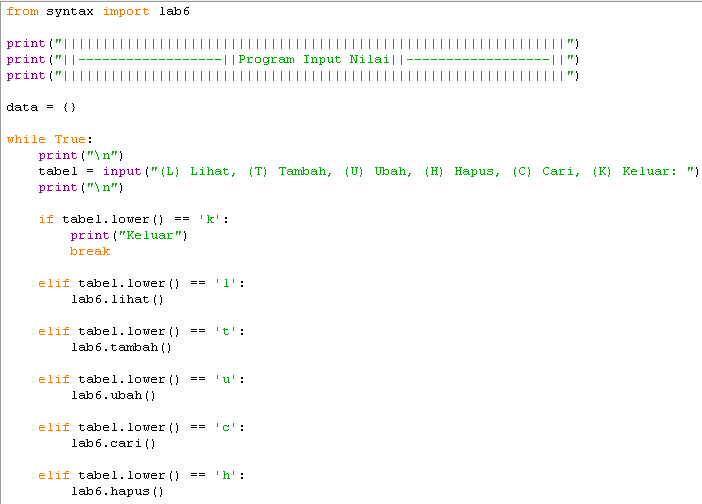 from syntax import lab6
print("|||||||||||||||||||||||||||||||||||||||||||||||||||||||||||||||")
print("||------------------||Program Input Nilai||------------------||")
print("|||||||||||||||||||||||||||||||||||||||||||||||||||||||||||||||")
data = {}
while True:
    print("\n")
    tabel = input("(L) Lihat, (T) Tambah, (U) Ubah, (H) Hapus, (C) Cari, (K) Keluar: ")
    print("\n")
    if tabel.lower() == 'k':
        print("Keluar")
        break
    elif tabel.lower() == 'l':
        lab6.lihat()
    elif tabel.lower() == 't':
        lab6.tambah()
    elif tabel.lower() == 'u':
        lab6.ubah()
    elif tabel.lower() == 'c':
        lab6.cari()
    elif tabel.lower() == 'h':
        lab6.hapus()